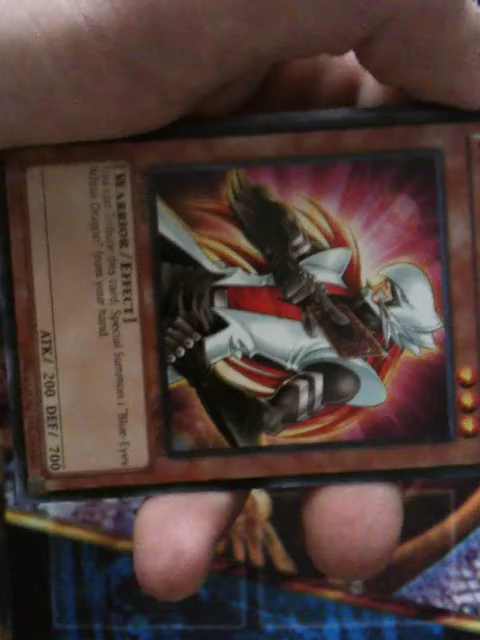 [WARRIOR / EFFECT]
You can Tribute this card; Special Summon 1 "Blue-Eyes
White Dragon" from your hand.
ATK/ 200 DEF/ 700